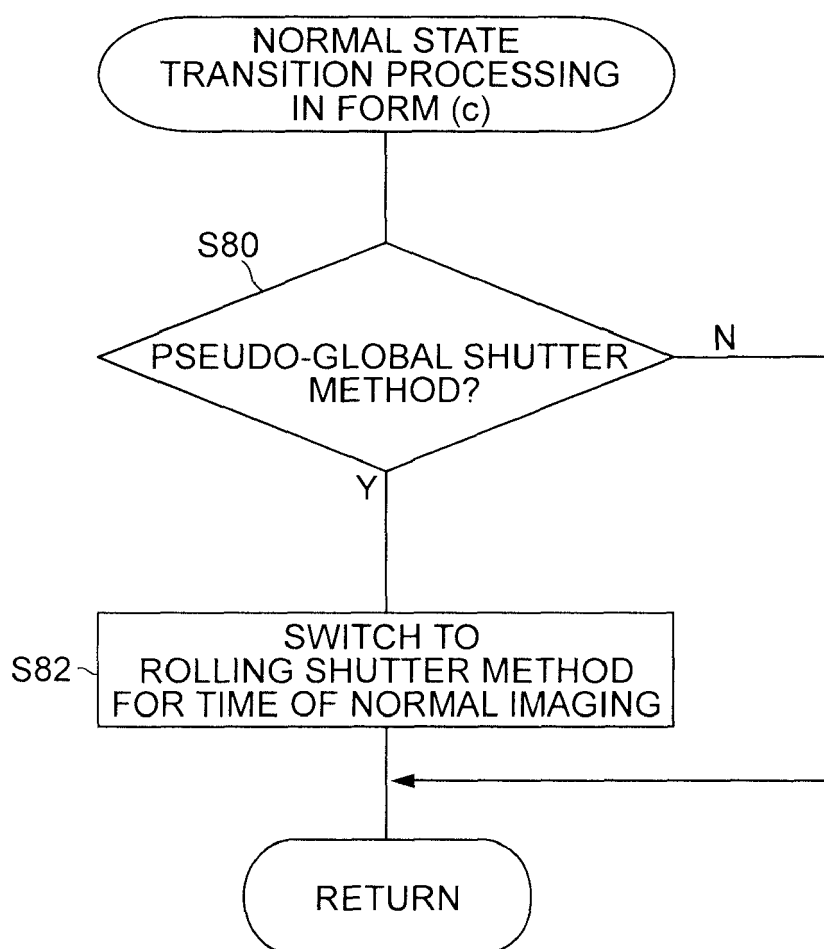 NORMAL STATE
TRANSITION PROCESSING
IN FORM (c)
S80
N
PSEUDO-GLOBAL SHUTTER
METHOD?
Y
SWITCH TO
S82
ROLLING SHUTTER METHOD
FOR TIME OF NORMAL IMAGING
RETURN